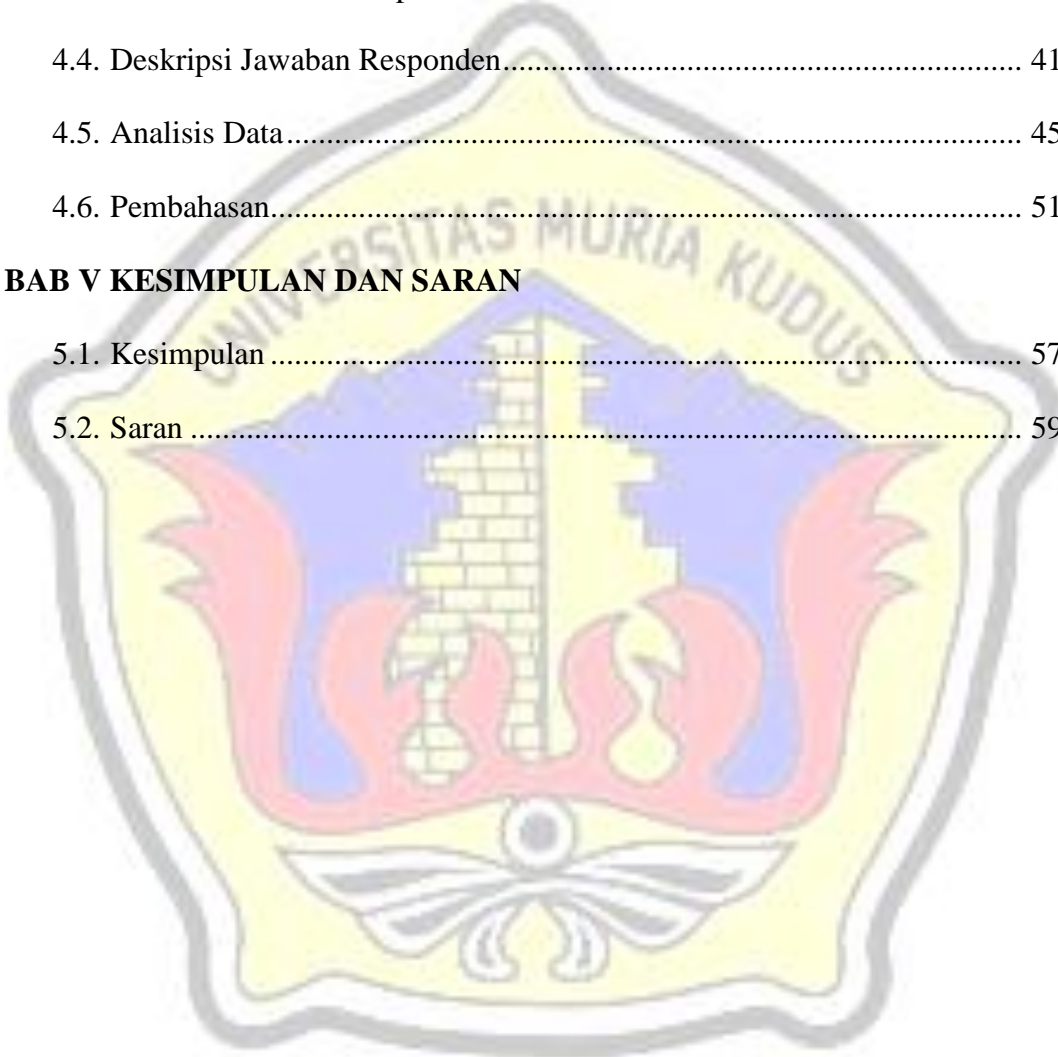 4.4. Deskripsi Jawaban Responden.......................................................... 41
4.5. Analisis Data..................................................................................... 45
4.6. Pembahasan....................................................................................... 51
UNIVERSITAS MURIA KUDUS
BAB V KESIMPULAN DAN SARAN
5.1. Kesimpulan ....................................................................................... 57
5.2. Saran ................................................................................................. 59